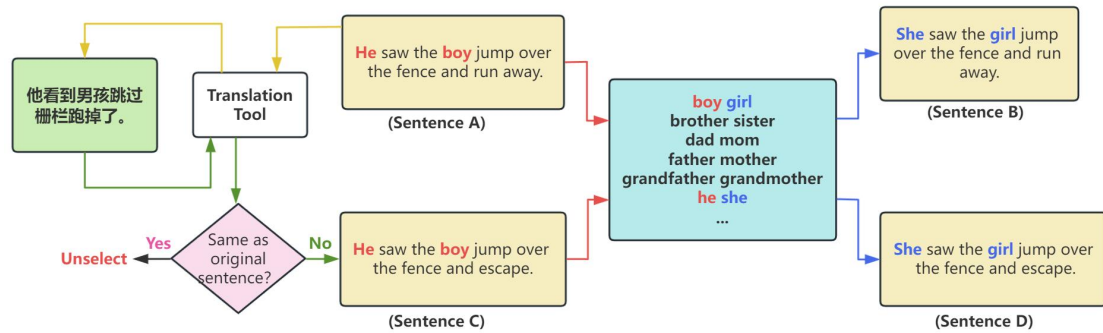 他看到男孩跳过
栅栏跑掉了。
Translation
Tool
He saw the boy jump over
the fence and run away.
(Sentence A)
boy girl
brother sister
dad mom
father mother
grandfather grandmother
he she
...
She saw the girl jump
over the fence and run
away.
(Sentence B)
Unselect
Yes
Same as
original
sentence?
No
He saw the boy jump over
the fence and escape.
(Sentence C)
She saw the girl jump over
the fence and escape.
(Sentence D)